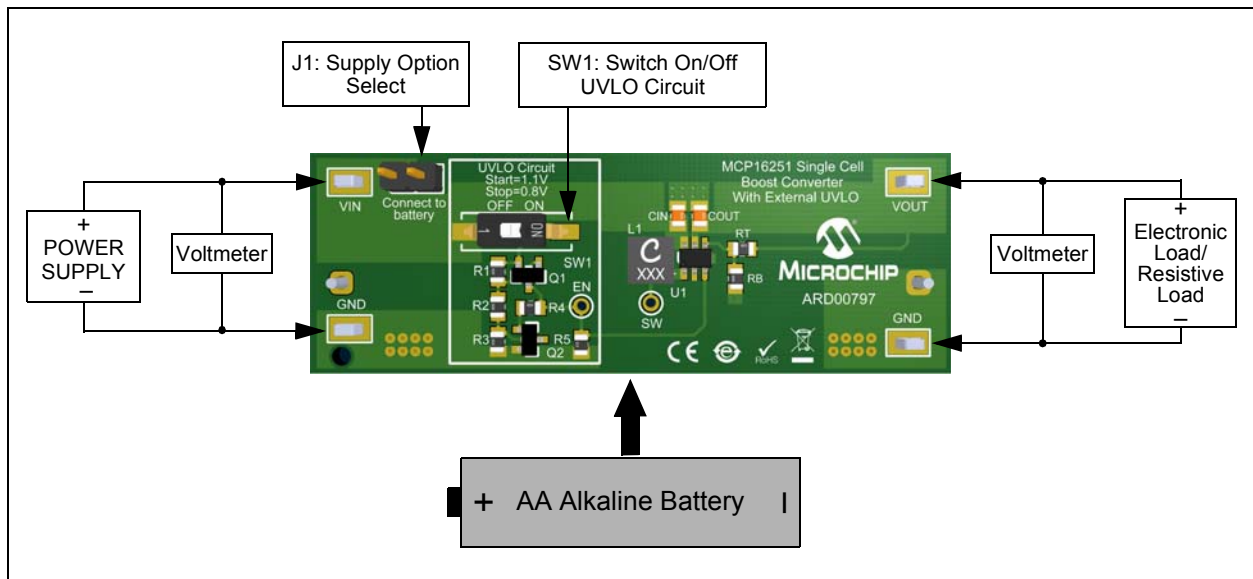 J1: Supply Option
Select
SW1: Switch On/Off
UVLO Circuit
+
POWER
SUPPLY
–
Voltmeter
VIN
Connect to
battery
GND
UVLO Circuit
Start=1.1V
Stop=0.8V
OFF ON
1
ON
SW1
R1
Q1
EN
R2
R4
R3
Q2
R5
MCP16251 Single Cell
Boost Converter
With External UVLO
CIN
COUT
L1
C
XXX
U1
RT
RB
SW
MICROCHIP
ARD00797
CE
e
RoHS
VOUT
GND
Voltmeter
+
Electronic
Load/
Resistive
Load
–
+ AA Alkaline Battery –